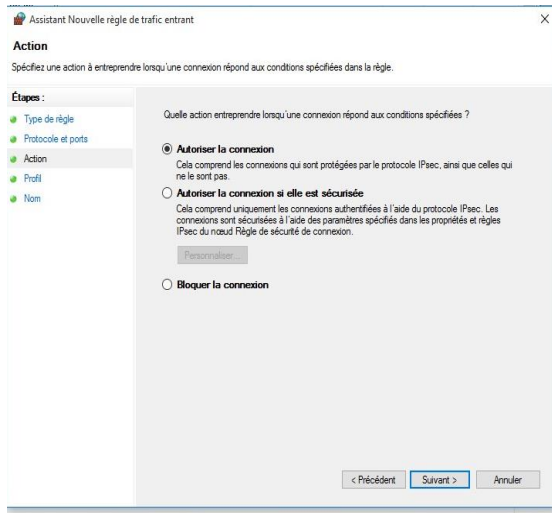 Assistant Nouvelle règle de trafic entrant
Action
Spécifiez une action à entreprendre lorsqu'une connexion répond aux conditions spécifiées dans la règle.
Étapes :
Type de règle
Protocole et ports
Action
Profil
Nom
Quelle action entreprendre lorsqu'une connexion répond aux conditions spécifiées ?
Autoriser la connexion
Cela comprend les connexions qui sont protégées par le protocole IPsec, ainsi que celles qui
ne le sont pas.
Autoriser la connexion si elle est sécurisée
Cela comprend uniquement les connexions authentifiées à l'aide du protocole IPsec. Les
connexions sont sécurisées à l'aide des paramètres spécifiés dans les propriétés et règles
IPsec du nœud Règle de sécurité de connexion.
Personnaliser...
Bloquer la connexion
< Précédent
Suivant >
Annuler